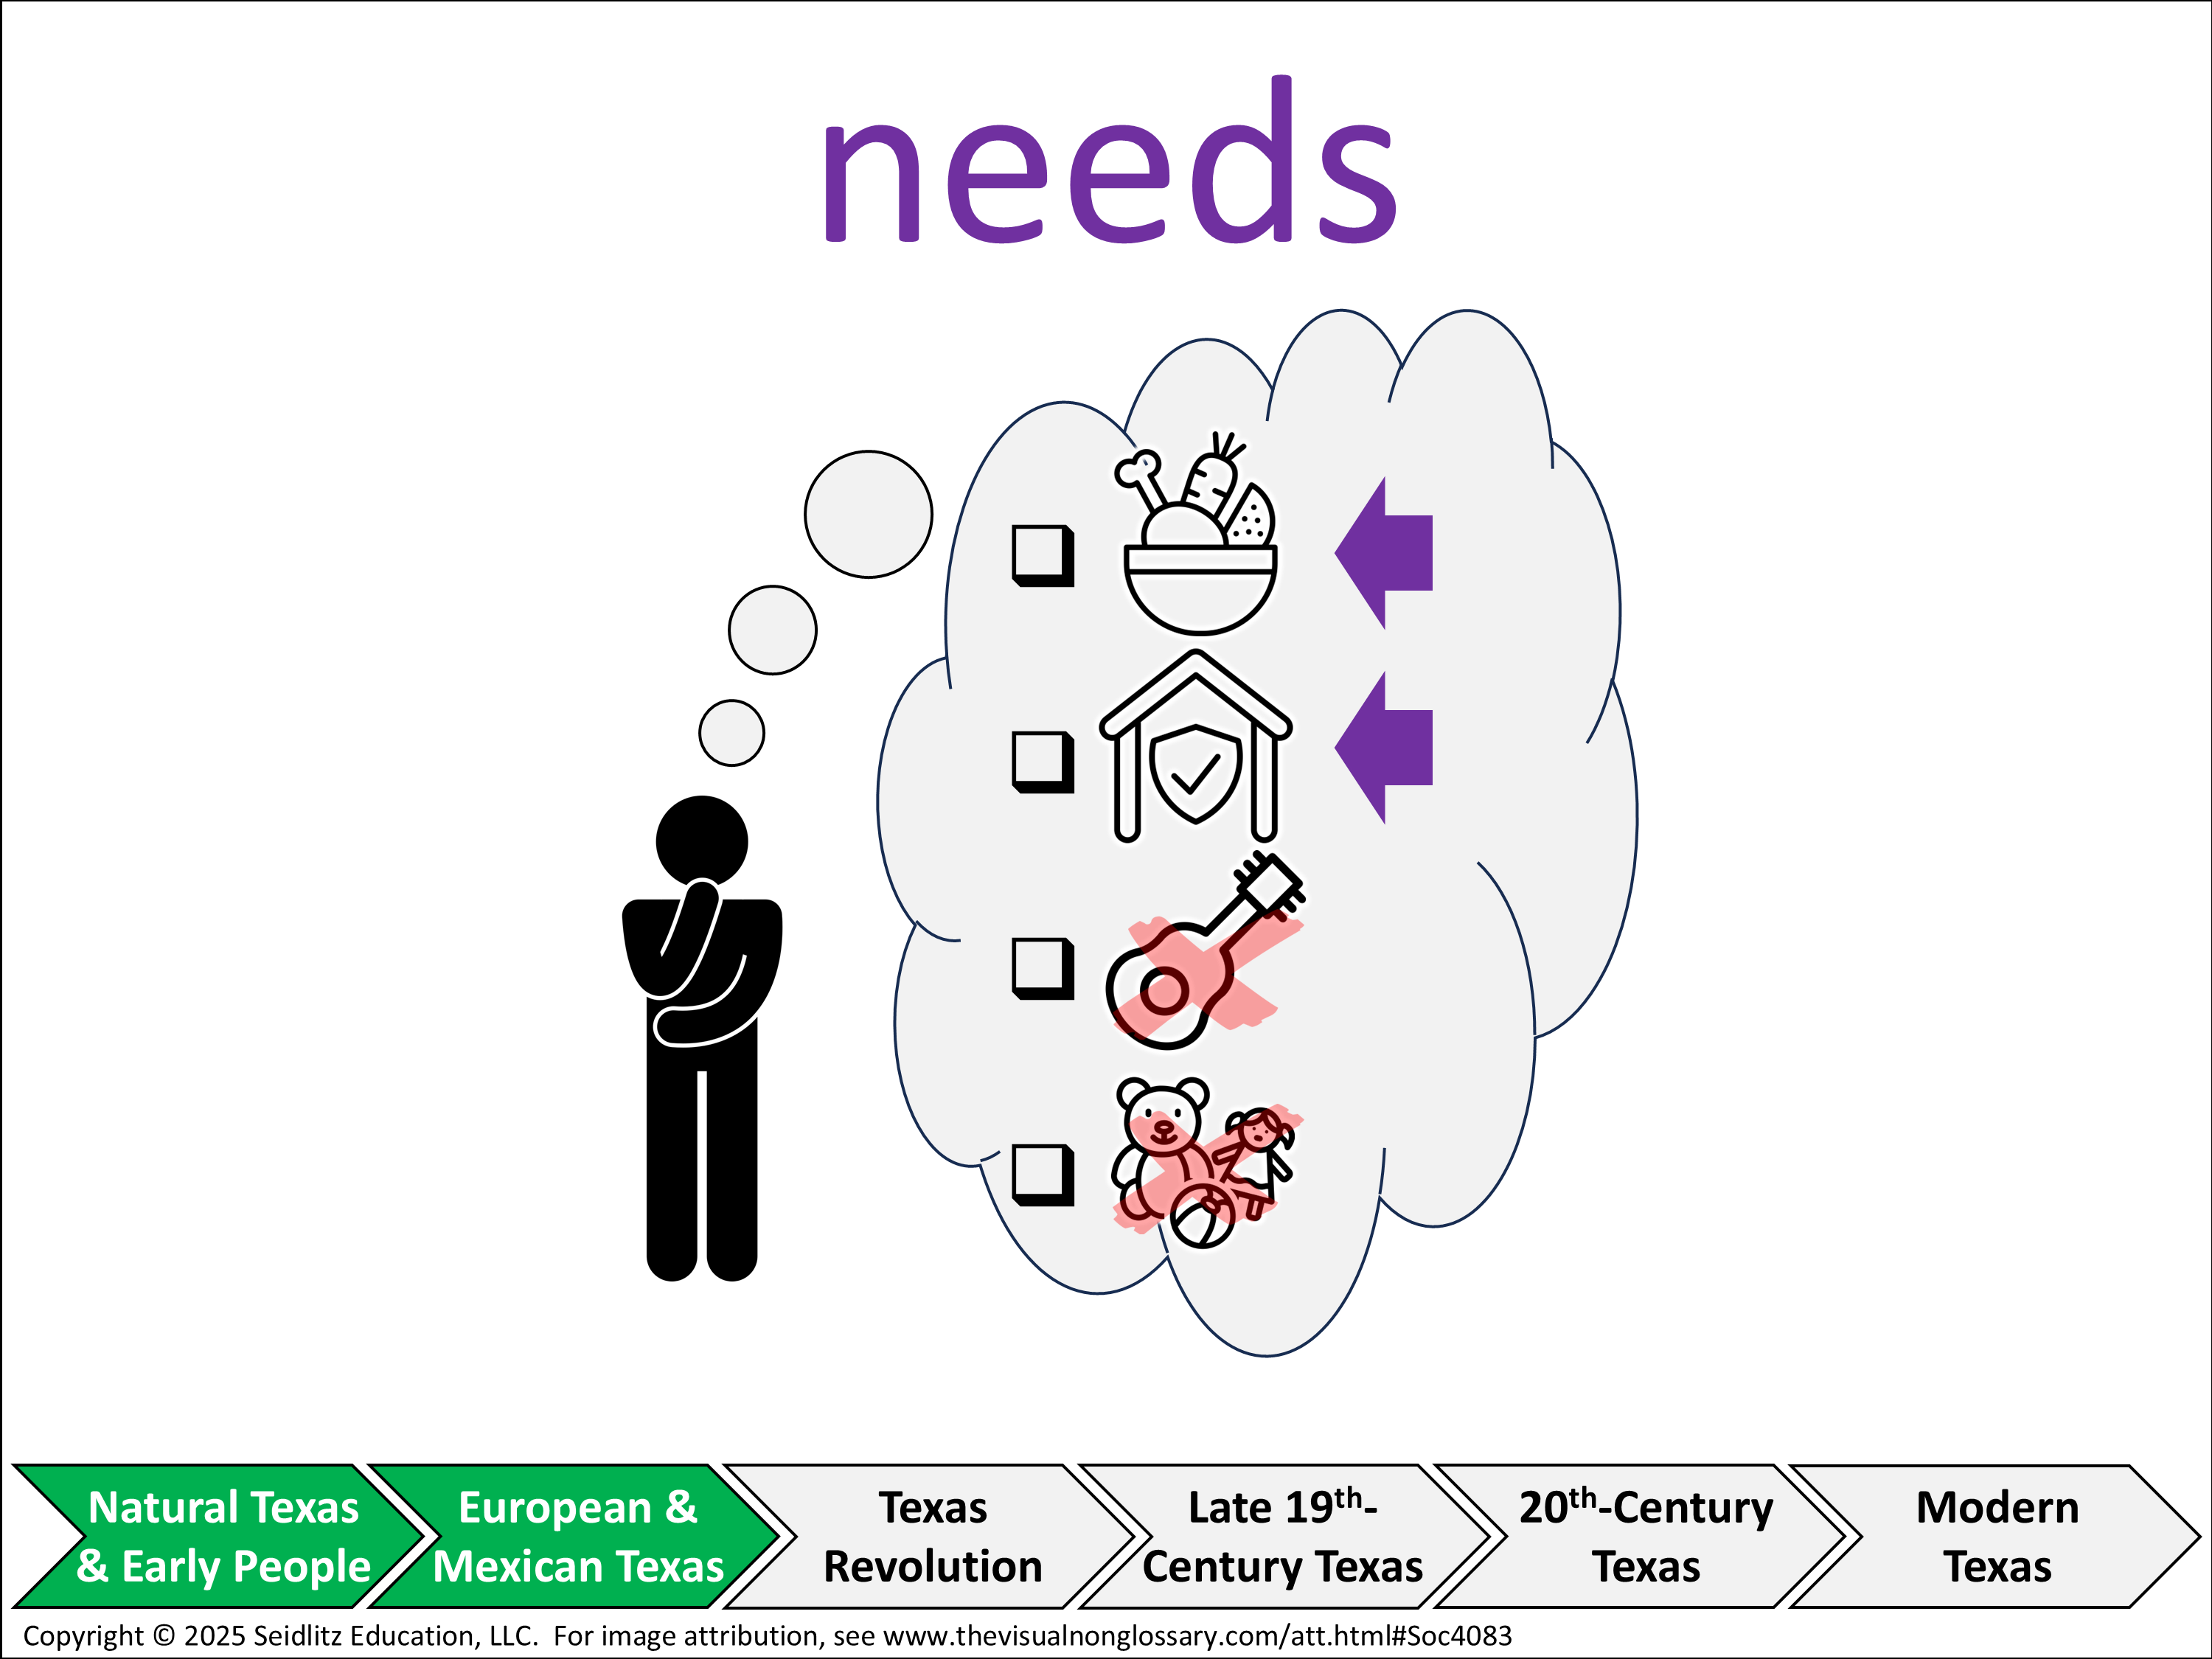 needs
Natural Texas
& Early People
European &
Mexican Texas
Texas
Revolution
Late 19th-
Century Texas
20th-Century
Texas
Modern
Texas
Copyright © 2025 Seidlitz Education, LLC.  For image attribution, see www.thevisualnonglossary.com/att.html#Soc4083